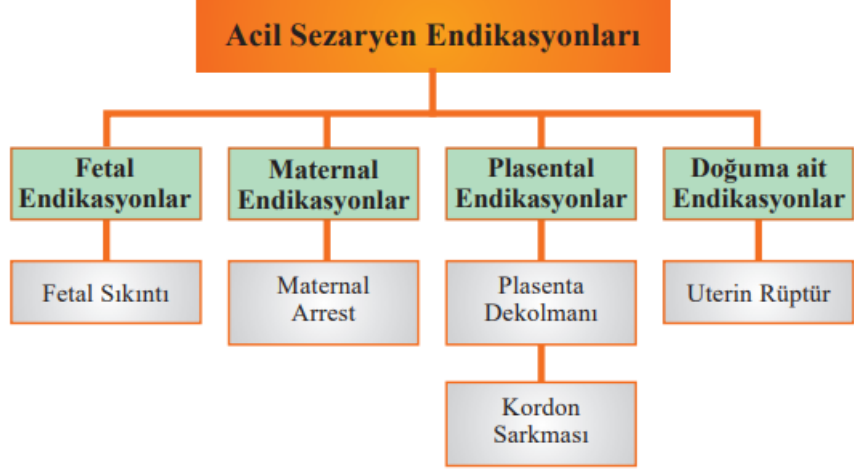 Acil Sezaryen Endikasyonları
Fetal
Endikasyonlar
Maternal
Endikasyonlar
Plasental
Endikasyonlar
Doğuma ait
Endikasyonlar
Fetal Sıkıntı
Maternal
Arrest
Plasenta
Dekolmanı
Uterin Rüptür
Kordon
Sarkması